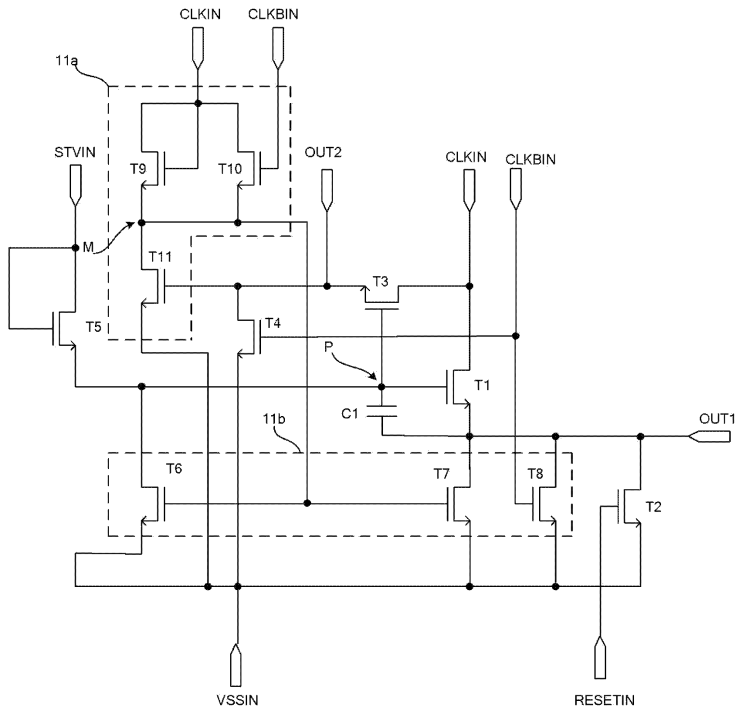 CLKIN
CLKBIN
11a
T9
T10
STVIN
OUT2
CLKIN
CLKBIN
M
T11
T3
T5
T4
P
T1
C1
OUT1
11b
T6
T7
T8
T2
VSSIN
RESETIN